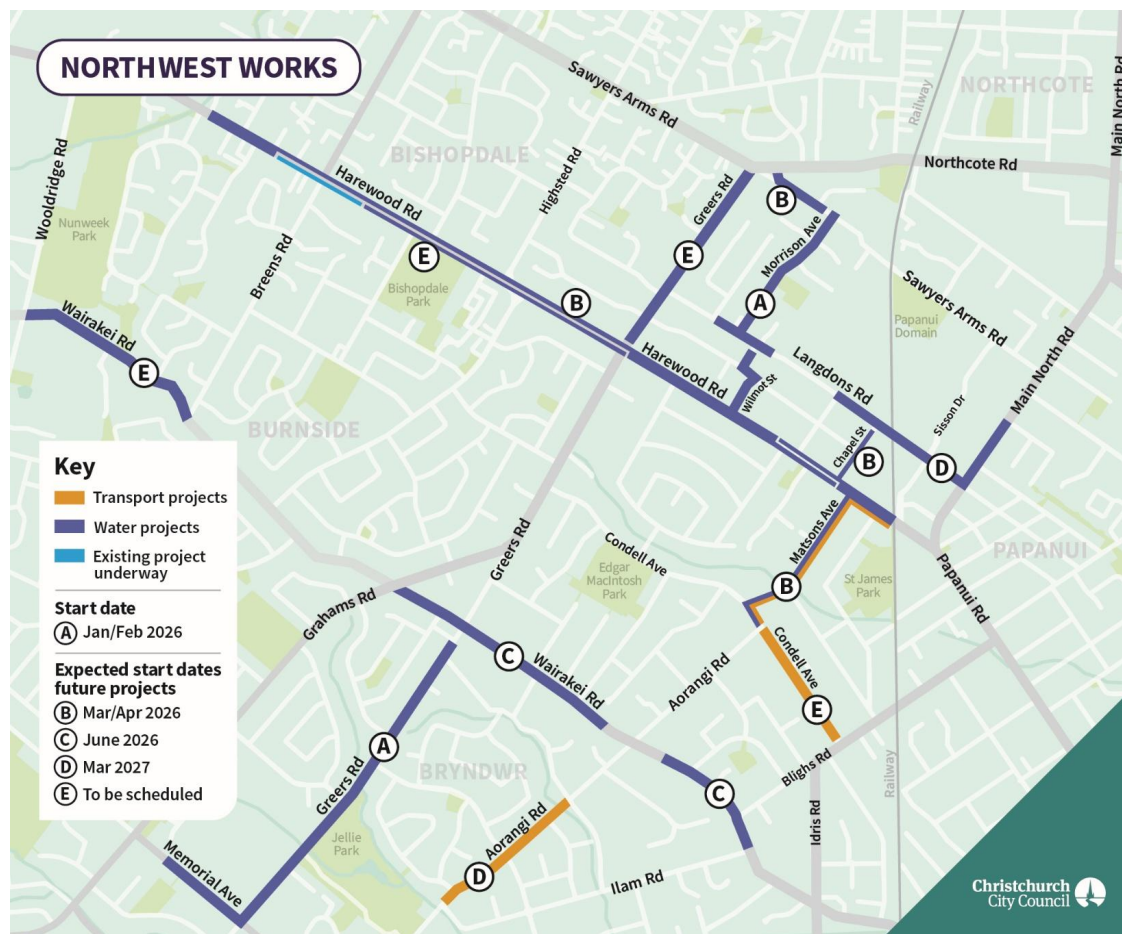 NORTHWEST WORKS
Sawyers Arms Rd
NORTHCOTE
Railway
Main North Rd
Northcote Rd
Wooldridge Rd
BISHOPDALE
Harewood Rd
Highsted Rd
Greers Rd
B
Nunweek
Park
Breens Rd
E
Bishopdale
Park
E
Morrison Ave
B
A
Sawyers Arms Rd
Papanui
Domain
Wairakei Rd
E
Harewood Rd
Langdons Rd
Wilmot St
Sisson Dr
Main North Rd
BURNSIDE
Chapel St
B
D
Key
Transport projects
Water projects
Existing project
underway
Start date
A Jan/Feb 2026
Expected start dates
future projects
B Mar/Apr 2026
C June 2026
D Mar 2027
E To be scheduled
Greers Rd
Condell Ave
Edgar
MacIntosh
Park
Matsons Ave
B
St James
Park
PAPANUI
Papanui Rd
Grahams Rd
C
Wairakei Rd
Aorangi Rd
Condell Ave
E
A
Greers Rd
BRYNDWR
C
Blighs Rd
Railway
Idris Rd
Jellie
Park
Aorangi Rd
D
Memorial Ave
Ilam Rd
Christchurch
City Council